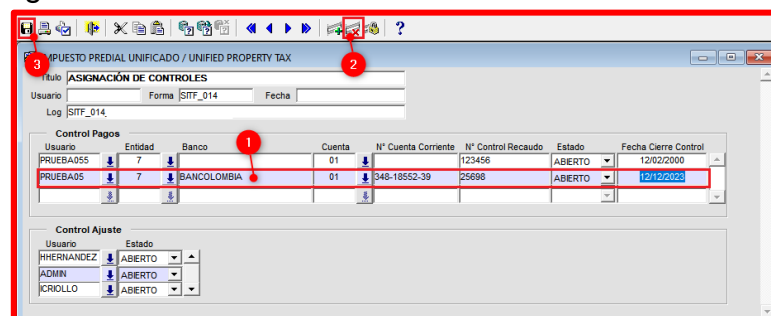 ?
3
2
IMPUESTO PREDIAL UNIFICADO / UNIFIED PROPERTY TAX
Título ASIGNACIÓN DE CONTROLES
Usuario Forma SITF_014 Fecha
Log SITF_014
Control Pagos
1
Usuario Entidad Banco Cuenta N° Cuenta Corriente N° Control Recaudo Estado Fecha Cierre Control
PRUEBA055 7 01 123456 ABIERTO 12/02/2000
PRUEBA05 7 BANCOLOMBIA 01 348-18552-39 25698 ABIERTO 12/12/2023
Control Ajuste
Usuario Estado
HHERNANDEZ ABIERTO
ADMIN ABIERTO
ICRIOLLO ABIERTO